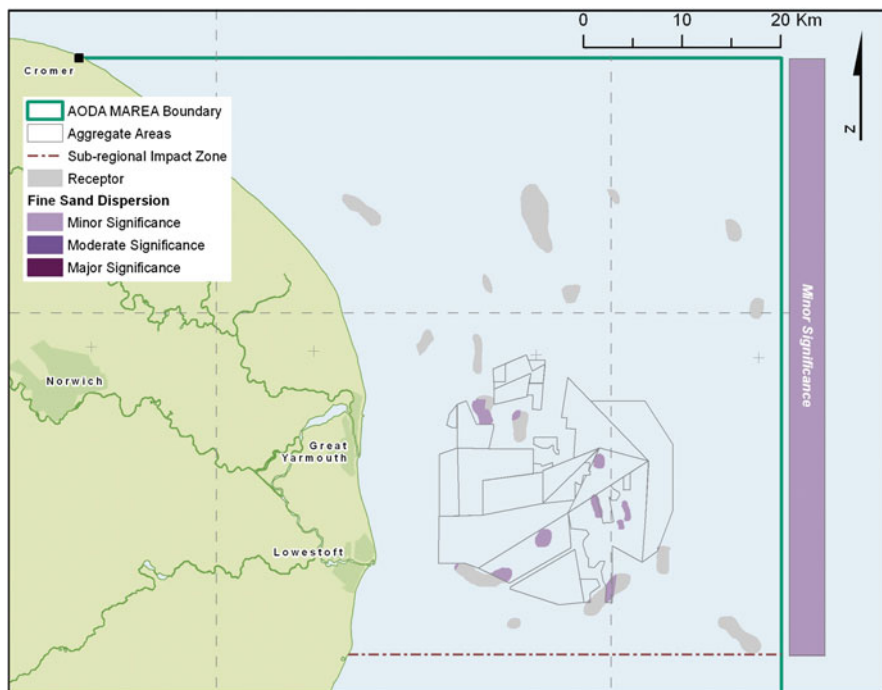 0 10 20 Km
Cromer
N
AODA MAREA Boundary
Aggregate Areas
Sub-regional Impact Zone
Receptor
Fine Sand Dispersion
Minor Significance
Moderate Significance
Major Significance
Minor Significance
Norwich
Great
Yarmouth
Lowestoft